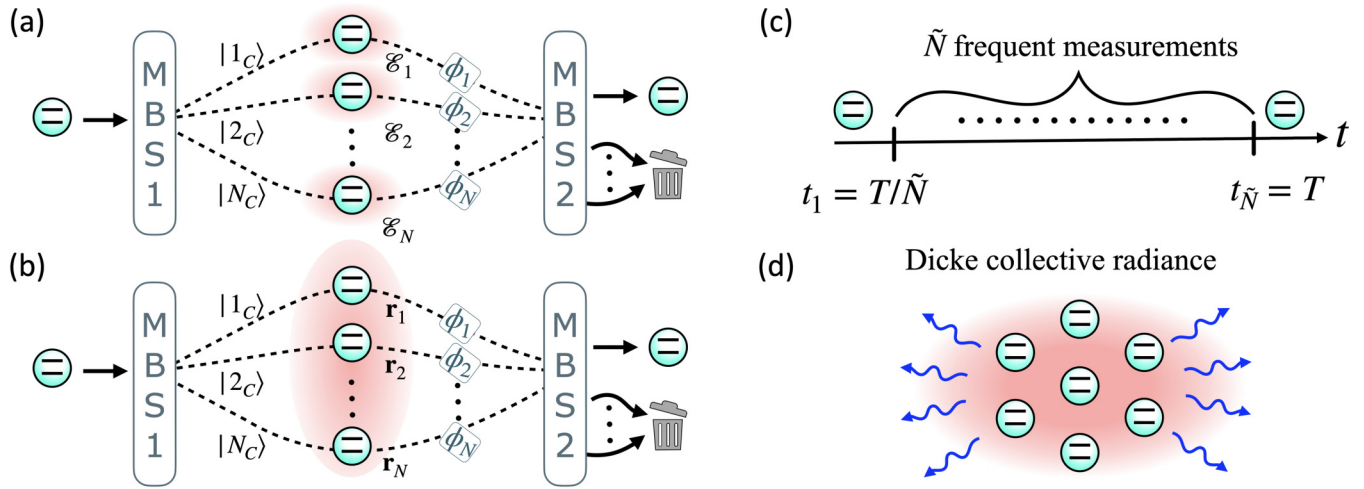 (a)
M
B
S
1
|1_C⟩
|2_C⟩
|N_C⟩
ℰ_1
ℰ_2
ℰ_N
ϕ_1
ϕ_2
ϕ_N
M
B
S
2
(b)
M
B
S
1
|1_C⟩
|2_C⟩
|N_C⟩
r_1
r_2
r_N
ϕ_1
ϕ_2
ϕ_N
M
B
S
2
(c)
Ñ frequent measurements
t
t_1 = T/Ñ
t_Ñ = T
(d)
Dicke collective radiance